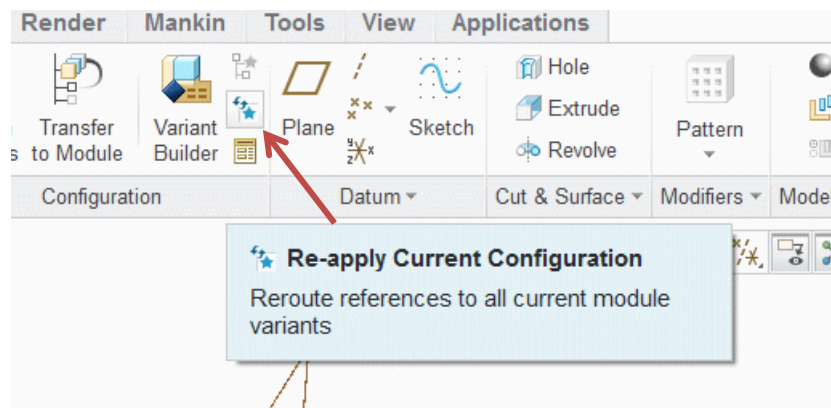 Render Mankin Tools View Applications
Hole
Extrude
Transfer Variant Plane Sketch Pattern
s to Module Builder Revolve
Configuration Datum Cut & Surface Modifiers Mode
Re-apply Current Configuration
Reroute references to all current module
variants